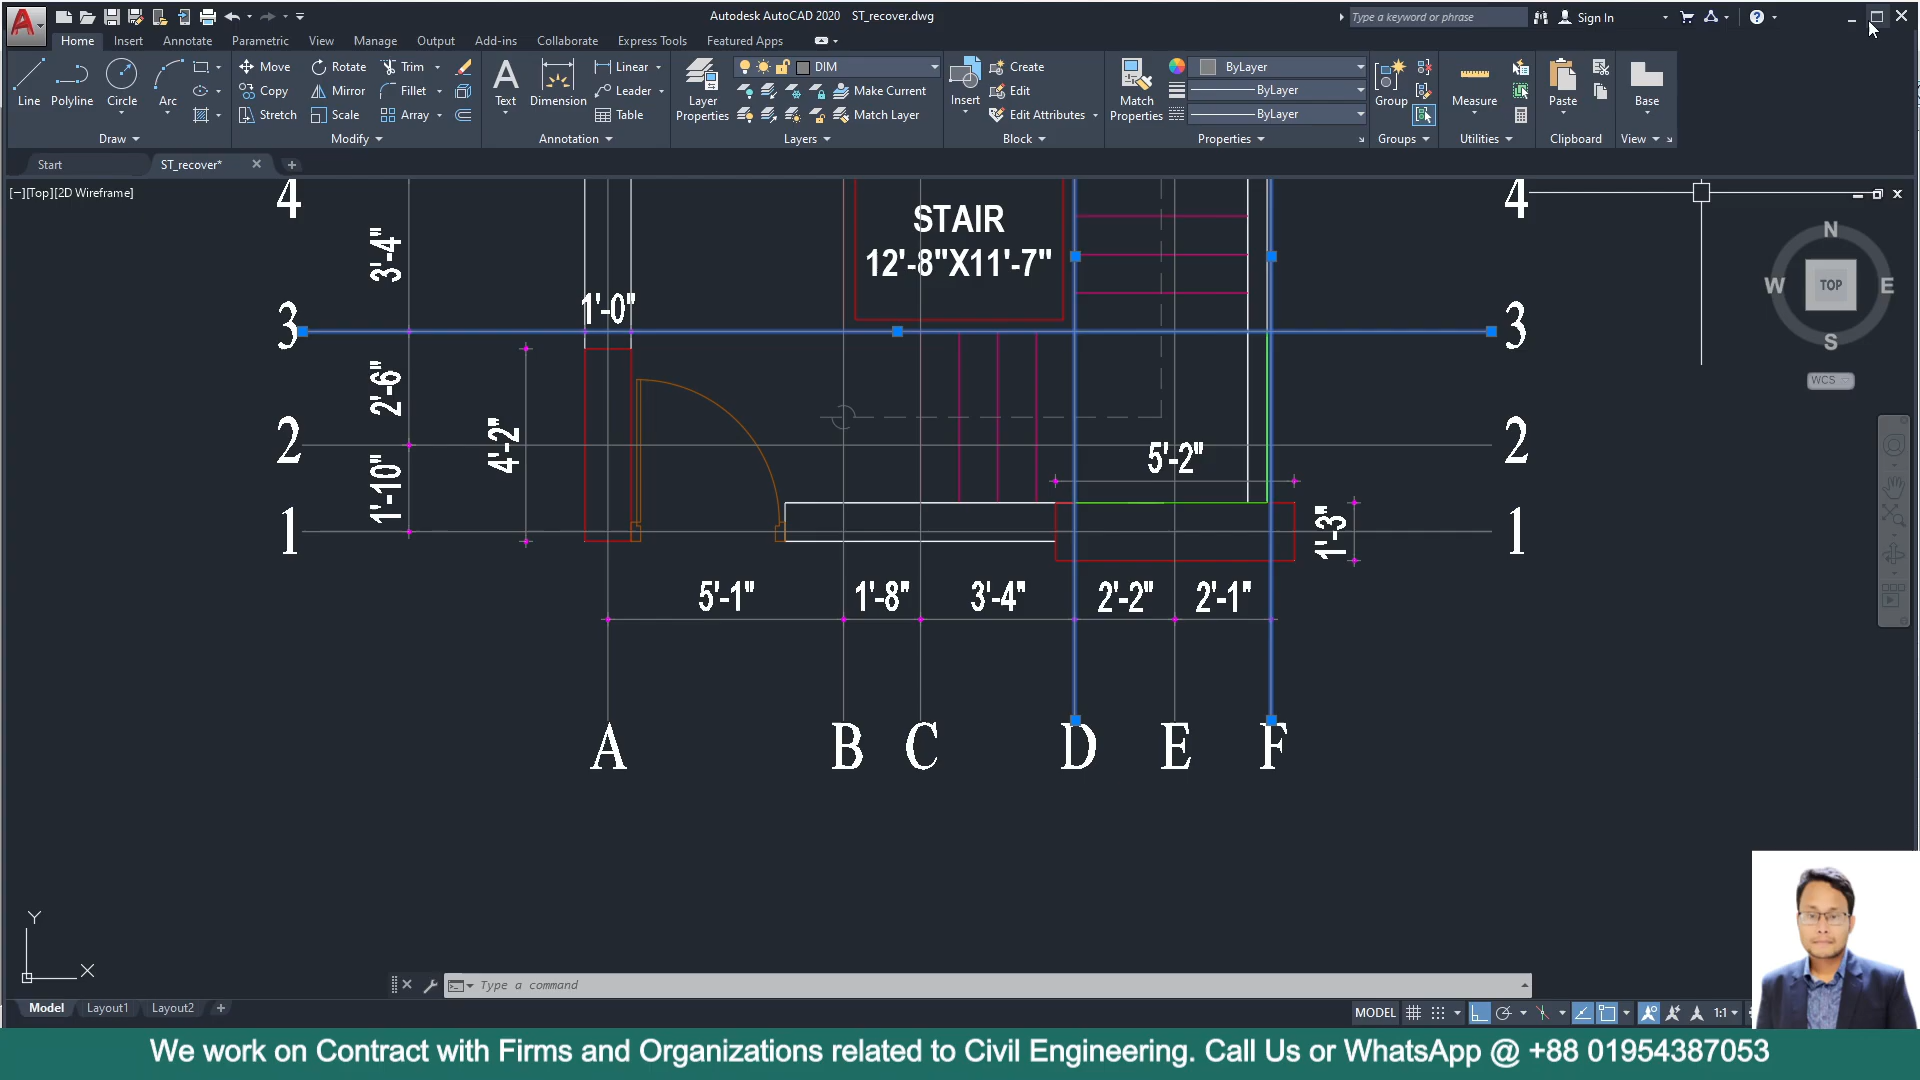 Autodesk AutoCAD 2020 ST_recover.dwg
Type a keyword or phrase
Sign In
Home Insert Annotate Parametric View Manage Output Add-ins Collaborate Express Tools Featured Apps
Line Polyline Circle Arc
Move Rotate Trim
Copy Mirror Fillet
Stretch Scale Array
Text Dimension
Linear
Leader
Table
Layer Properties
DIM
Make Current
Match Layer
Insert
Create
Edit
Edit Attributes
Match Properties
ByLayer
ByLayer
ByLayer
Group
Measure
Paste
Base
Draw Modify Annotation Layers Block Properties Groups Utilities Clipboard View
Start ST_recover*
[−][Top][2D Wireframe]
4 4
STAIR
12'-8"X11'-7"
3'-4"
1'-0"
3 3
2'-6"
4'-2"
2 2
5'-2"
1'-10"
1 1
1'-3"
5'-1" 1'-8" 3'-4" 2'-2" 2'-1"
A B C D E F
N
W TOP E
S
WCS
Y
X
Type a command
Model Layout1 Layout2
MODEL
1:1
We work on Contract with Firms and Organizations related to Civil Engineering. Call Us or WhatsApp @ +88 01954387053